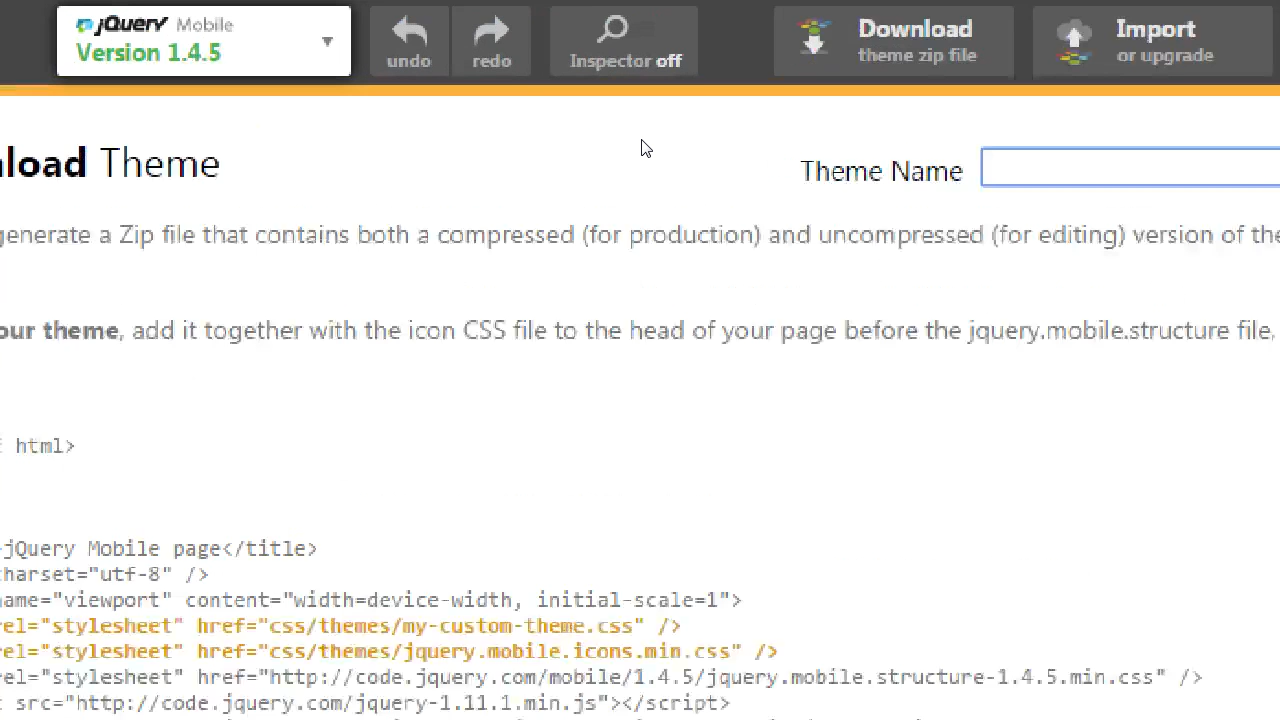 jQuery Mobile
Version 1.4.5
undo
redo
Inspector off
Download
theme zip file
Import
or upgrade
load Theme
Theme Name
generate a Zip file that contains both a compressed (for production) and uncompressed (for editing) version of the
our theme, add it together with the icon CSS file to the head of your page before the jquery.mobile.structure file,
html>
jQuery Mobile page</title>
charset="utf-8" />
name="viewport" content="width=device-width, initial-scale=1">
rel="stylesheet" href="css/themes/my-custom-theme.css" />
rel="stylesheet" href="css/themes/jquery.mobile.icons.min.css" />
rel="stylesheet" href="http://code.jquery.com/mobile/1.4.5/jquery.mobile.structure-1.4.5.min.css" />
src="http://code.jquery.com/jquery-1.11.1.min.js"></script>